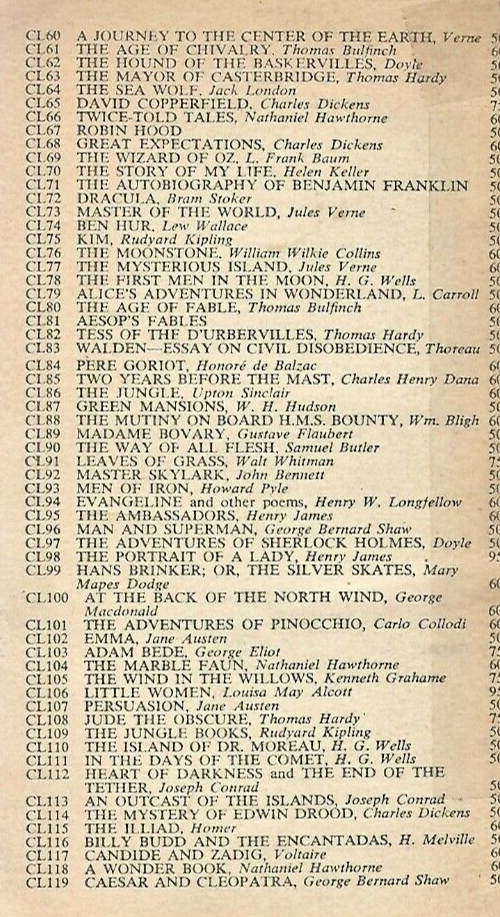 CL60 A JOURNEY TO THE CENTER OF THE EARTH, Verne
CL61 THE AGE OF CHIVALRY, Thomas Bulfinch
CL62 THE HOUND OF THE BASKERVILLES, Doyle
CL63 THE MAYOR OF CASTERBRIDGE, Thomas Hardy
CL64 THE SEA WOLF, Jack London
CL65 DAVID COPPERFIELD, Charles Dickens
CL66 TWICE-TOLD TALES, Nathaniel Hawthorne
CL67 ROBIN HOOD
CL68 GREAT EXPECTATIONS, Charles Dickens
CL69 THE WIZARD OF OZ, L. Frank Baum
CL70 THE STORY OF MY LIFE, Helen Keller
CL71 THE AUTOBIOGRAPHY OF BENJAMIN FRANKLIN
CL72 DRACULA, Bram Stoker
CL73 MASTER OF THE WORLD, Jules Verne
CL74 BEN HUR, Lew Wallace
CL75 KIM, Rudyard Kipling
CL76 THE MOONSTONE, William Wilkie Collins
CL77 THE MYSTERIOUS ISLAND, Jules Verne
CL78 THE FIRST MEN IN THE MOON, H. G. Wells
CL79 ALICE'S ADVENTURES IN WONDERLAND, L. Carroll
CL80 THE AGE OF FABLE, Thomas Bulfinch
CL81 AESOP'S FABLES
CL82 TESS OF THE D'URBERVILLES, Thomas Hardy
CL83 WALDEN—ESSAY ON CIVIL DISOBEDIENCE, Thoreau
CL84 PERE GORIOT, Honoré de Balzac
CL85 TWO YEARS BEFORE THE MAST, Charles Henry Dana
CL86 THE JUNGLE, Upton Sinclair
CL87 GREEN MANSIONS, W. H. Hudson
CL88 THE MUTINY ON BOARD H.M.S. BOUNTY, Wm. Bligh
CL89 MADAME BOVARY, Gustave Flaubert
CL90 THE WAY OF ALL FLESH, Samuel Butler
CL91 LEAVES OF GRASS, Walt Whitman
CL92 MASTER SKYLARK, John Bennett
CL93 MEN OF IRON, Howard Pyle
CL94 EVANGELINE and other poems, Henry W. Longfellow
CL95 THE AMBASSADORS, Henry James
CL96 MAN AND SUPERMAN, George Bernard Shaw
CL97 THE ADVENTURES OF SHERLOCK HOLMES, Doyle
CL98 THE PORTRAIT OF A LADY, Henry James
CL99 HANS BRINKER; OR, THE SILVER SKATES, Mary
Mapes Dodge
CL100 AT THE BACK OF THE NORTH WIND, George
Macdonald
CL101 THE ADVENTURES OF PINOCCHIO, Carlo Collodi
CL102 EMMA, Jane Austen
CL103 ADAM BEDE, George Eliot
CL104 THE MARBLE FAUN, Nathaniel Hawthorne
CL105 THE WIND IN THE WILLOWS, Kenneth Grahame
CL106 LITTLE WOMEN, Louisa May Alcott
CL107 PERSUASION, Jane Austen
CL108 JUDE THE OBSCURE, Thomas Hardy
CL109 THE JUNGLE BOOKS, Rudyard Kipling
CL110 THE ISLAND OF DR. MOREAU, H. G. Wells
CL111 IN THE DAYS OF THE COMET, H. G. Wells
CL112 HEART OF DARKNESS and THE END OF THE
TETHER, Joseph Conrad
CL113 AN OUTCAST OF THE ISLANDS, Joseph Conrad
CL114 THE MYSTERY OF EDWIN DROOD, Charles Dickens
CL115 THE ILLIAD, Homer
CL116 BILLY BUDD AND THE ENCANTADAS, H. Melville
CL117 CANDIDE AND ZADIG, Voltaire
CL118 A WONDER BOOK, Nathaniel Hawthorne
CL119 CAESAR AND CLEOPATRA, George Bernard Shaw